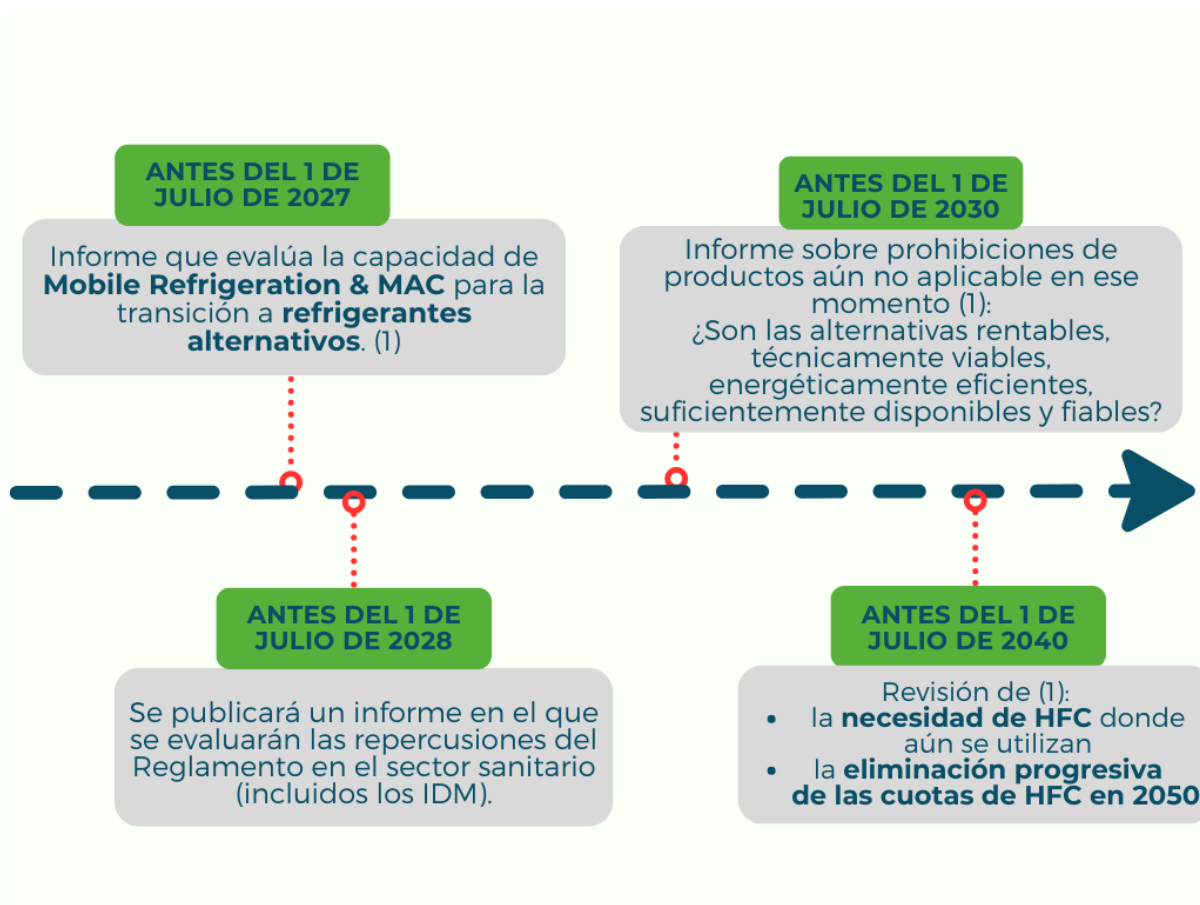 ANTES DEL 1 DE
JULIO DE 2027
Informe que evalúa la capacidad de
Mobile Refrigeration & MAC para la
transición a refrigerantes
alternativos. (1)
ANTES DEL 1 DE
JULIO DE 2030
Informe sobre prohibiciones de
productos aún no aplicable en ese
momento (1):
¿Son las alternativas rentables,
técnicamente viables,
energéticamente eficientes,
suficientemente disponibles y fiables?
ANTES DEL 1 DE
JULIO DE 2028
Se publicará un informe en el que
se evaluarán las repercusiones del
Reglamento en el sector sanitario
(incluidos los IDM).
ANTES DEL 1 DE
JULIO DE 2040
Revisión de (1):
• la necesidad de HFC donde
aún se utilizan
• la eliminación progresiva
de las cuotas de HFC en 2050